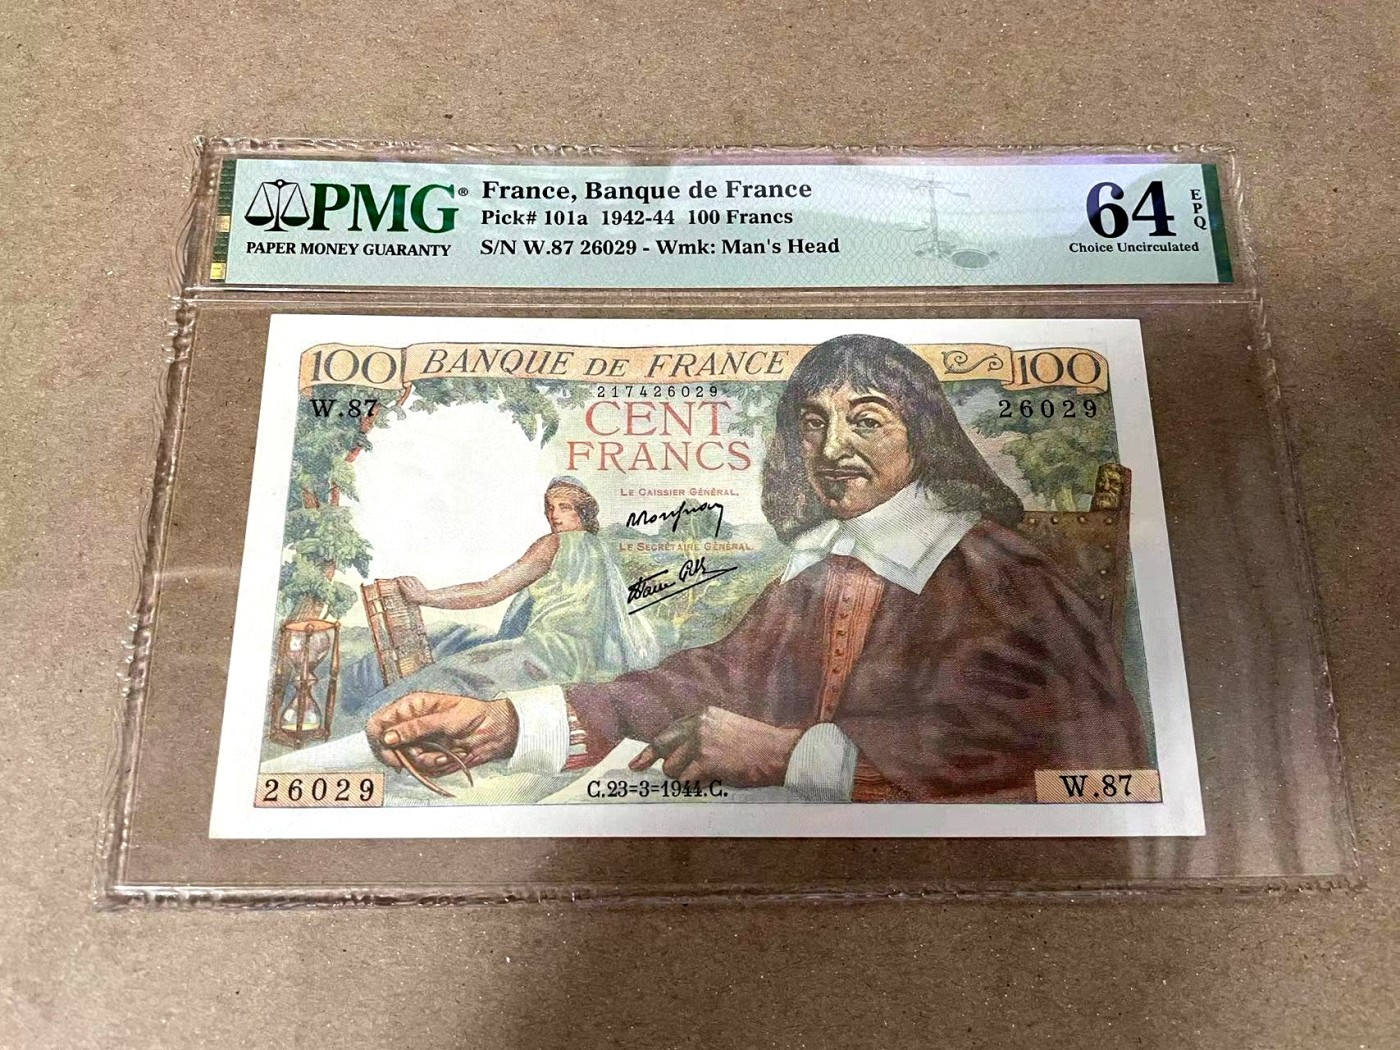 PMG®
PAPER MONEY GUARANTY
France, Banque de France
Pick# 101a 1942-44 100 Francs
S/N W.87 26029 - Wmk: Man's Head
64
EPQ
Choice Uncirculated
100 BANQUE DE FRANCE 100
217426029
W.87 26029
CENT
FRANCS
LE CAISSIER GÉNÉRAL.
LE SECRÉTAIRE GÉNÉRAL.
26029 C.23=3=1944.C. W.87